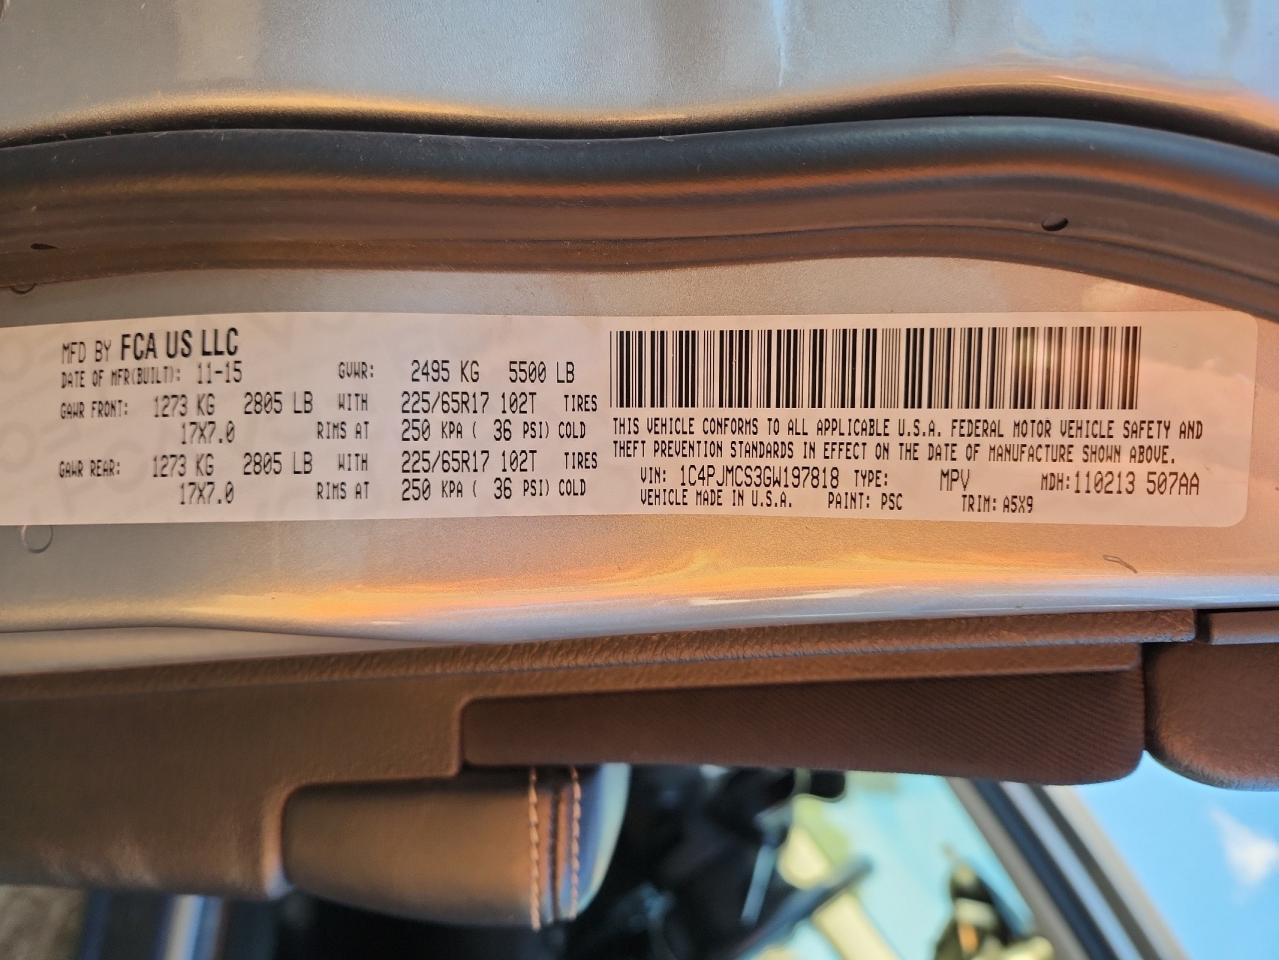 MFD BY FCA US LLC
DATE OF MFR(BUILT): 11-15 GVWR: 2495 KG 5500 LB
GAWR FRONT: 1273 KG 2805 LB WITH 225/65R17 102T TIRES
17X7.0 RIMS AT 250 KPA ( 36 PSI) COLD
GAWR REAR: 1273 KG 2805 LB WITH 225/65R17 102T TIRES
17X7.0 RIMS AT 250 KPA ( 36 PSI) COLD
THIS VEHICLE CONFORMS TO ALL APPLICABLE U.S.A. FEDERAL MOTOR VEHICLE SAFETY AND
THEFT PREVENTION STANDARDS IN EFFECT ON THE DATE OF MANUFACTURE SHOWN ABOVE.
VIN: 1C4PJMCS3GW197818 TYPE: MPV MDH: 110213 507AA
VEHICLE MADE IN U.S.A. PAINT: PSC TRIM: A5X9